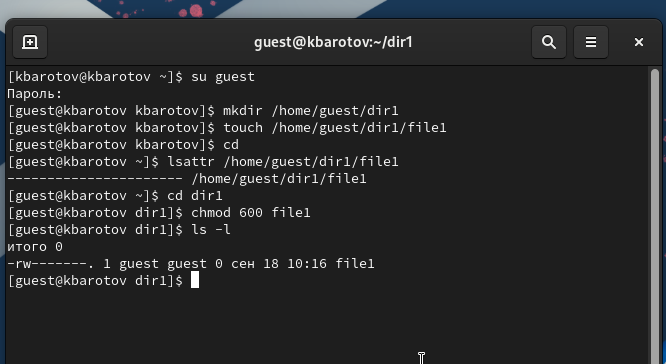 guest@kbarotov:~/dir1
[kbarotov@kbarotov ~]$ su guest
Пароль:
[guest@kbarotov kbarotov]$ mkdir /home/guest/dir1
[guest@kbarotov kbarotov]$ touch /home/guest/dir1/file1
[guest@kbarotov kbarotov]$ cd
[guest@kbarotov ~]$ lsattr /home/guest/dir1/file1
---------------------- /home/guest/dir1/file1
[guest@kbarotov ~]$ cd dir1
[guest@kbarotov dir1]$ chmod 600 file1
[guest@kbarotov dir1]$ ls -l
итого 0
-rw-------. 1 guest guest 0 сен 18 10:16 file1
[guest@kbarotov dir1]$